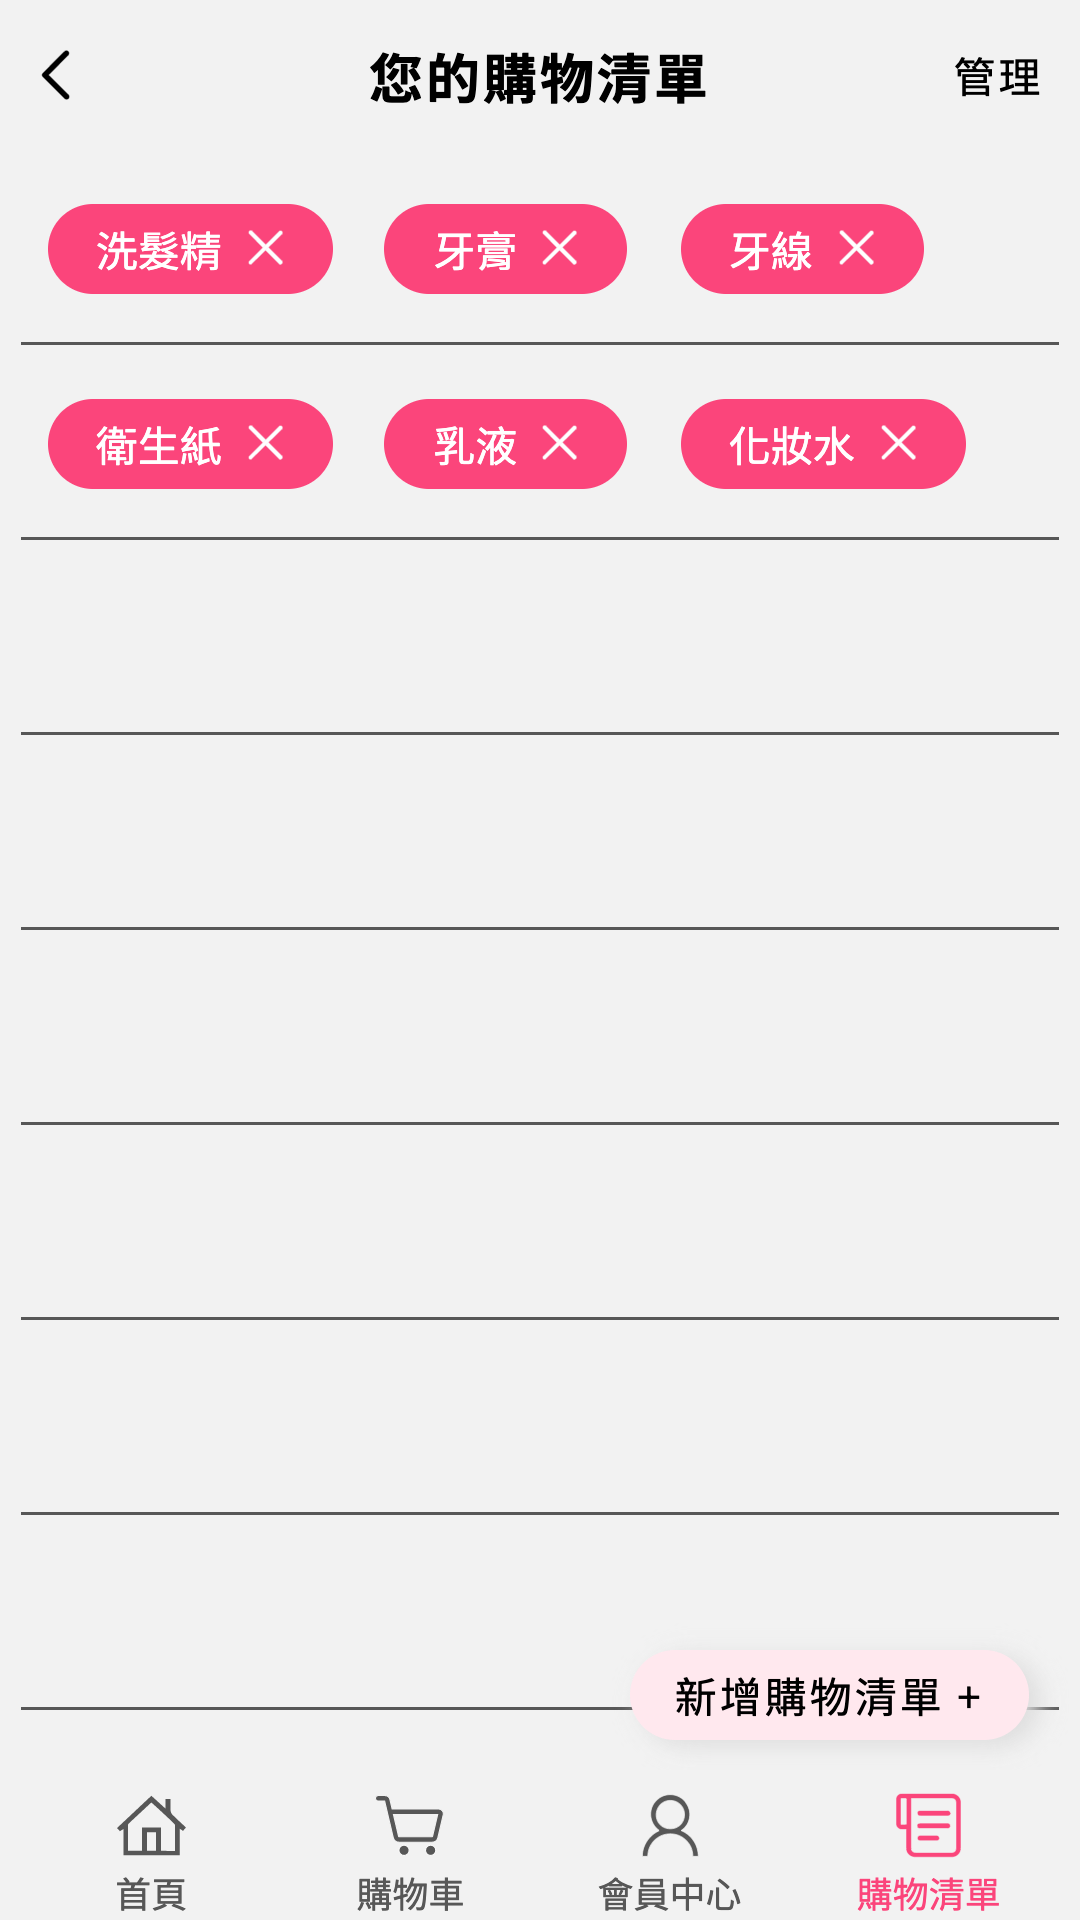 您的購物清單
管理
洗髮精 牙膏 牙線
衛生紙 乳液 化妝水
新增購物清單 +
首頁 購物車 會員中心 購物清單